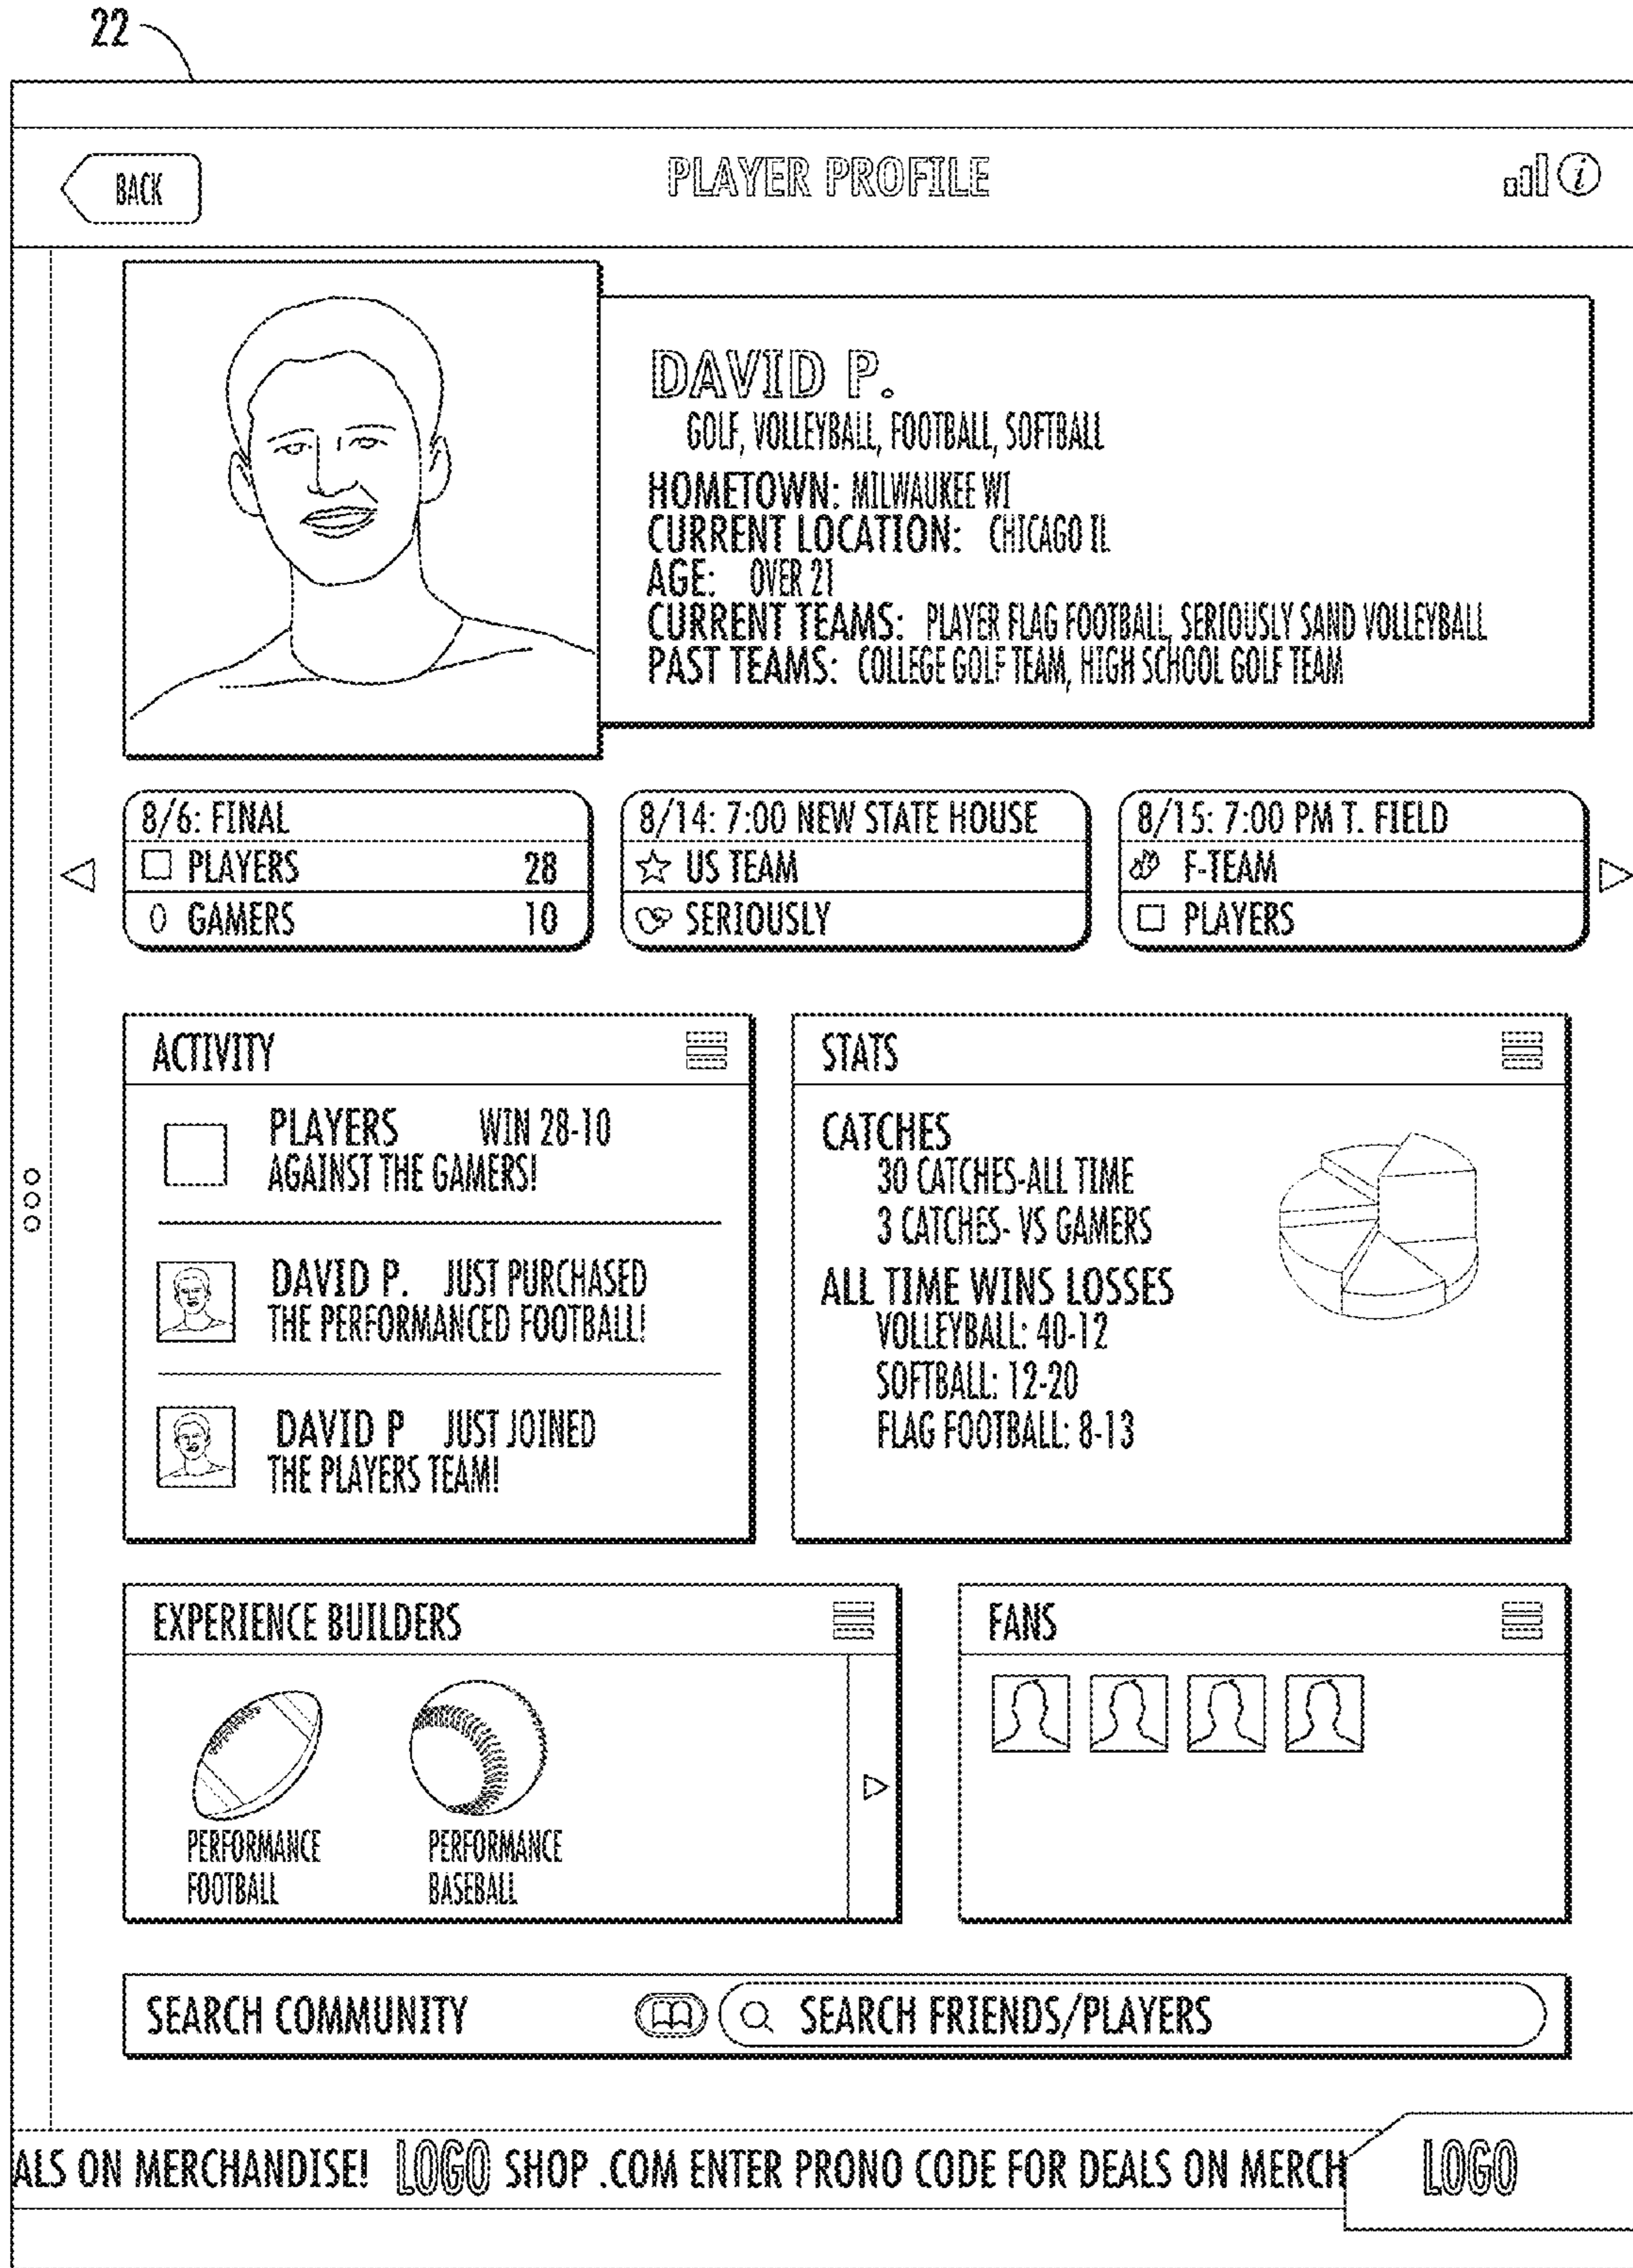 22
BACK
PLAYER PROFILE
i
DAVID P.
GOLF, VOLLEYBALL, FOOTBALL, SOFTBALL
HOMETOWN: MILWAUKEE WI
CURRENT LOCATION: CHICAGO IL
AGE: OVER 21
CURRENT TEAMS: PLAYER FLAG FOOTBALL, SERIOUSLY SAND VOLLEYBALL
PAST TEAMS: COLLEGE GOLF TEAM, HIGH SCHOOL GOLF TEAM
8/6: FINAL
PLAYERS 28
GAMERS 10
8/14: 7:00 NEW STATE HOUSE
US TEAM
SERIOUSLY
8/15: 7:00 PM T. FIELD
F-TEAM
PLAYERS
ACTIVITY
PLAYERS WIN 28-10
AGAINST THE GAMERS!
DAVID P. JUST PURCHASED
THE PERFORMANCED FOOTBALL!
DAVID P JUST JOINED
THE PLAYERS TEAM!
STATS
CATCHES
30 CATCHES-ALL TIME
3 CATCHES- VS GAMERS
ALL TIME WINS LOSSES
VOLLEYBALL: 40-12
SOFTBALL: 12-20
FLAG FOOTBALL: 8-13
EXPERIENCE BUILDERS
PERFORMANCE
FOOTBALL
PERFORMANCE
BASEBALL
FANS
SEARCH COMMUNITY
SEARCH FRIENDS/PLAYERS
ALS ON MERCHANDISE! LOGO SHOP .COM ENTER PRONO CODE FOR DEALS ON MERCH
LOGO